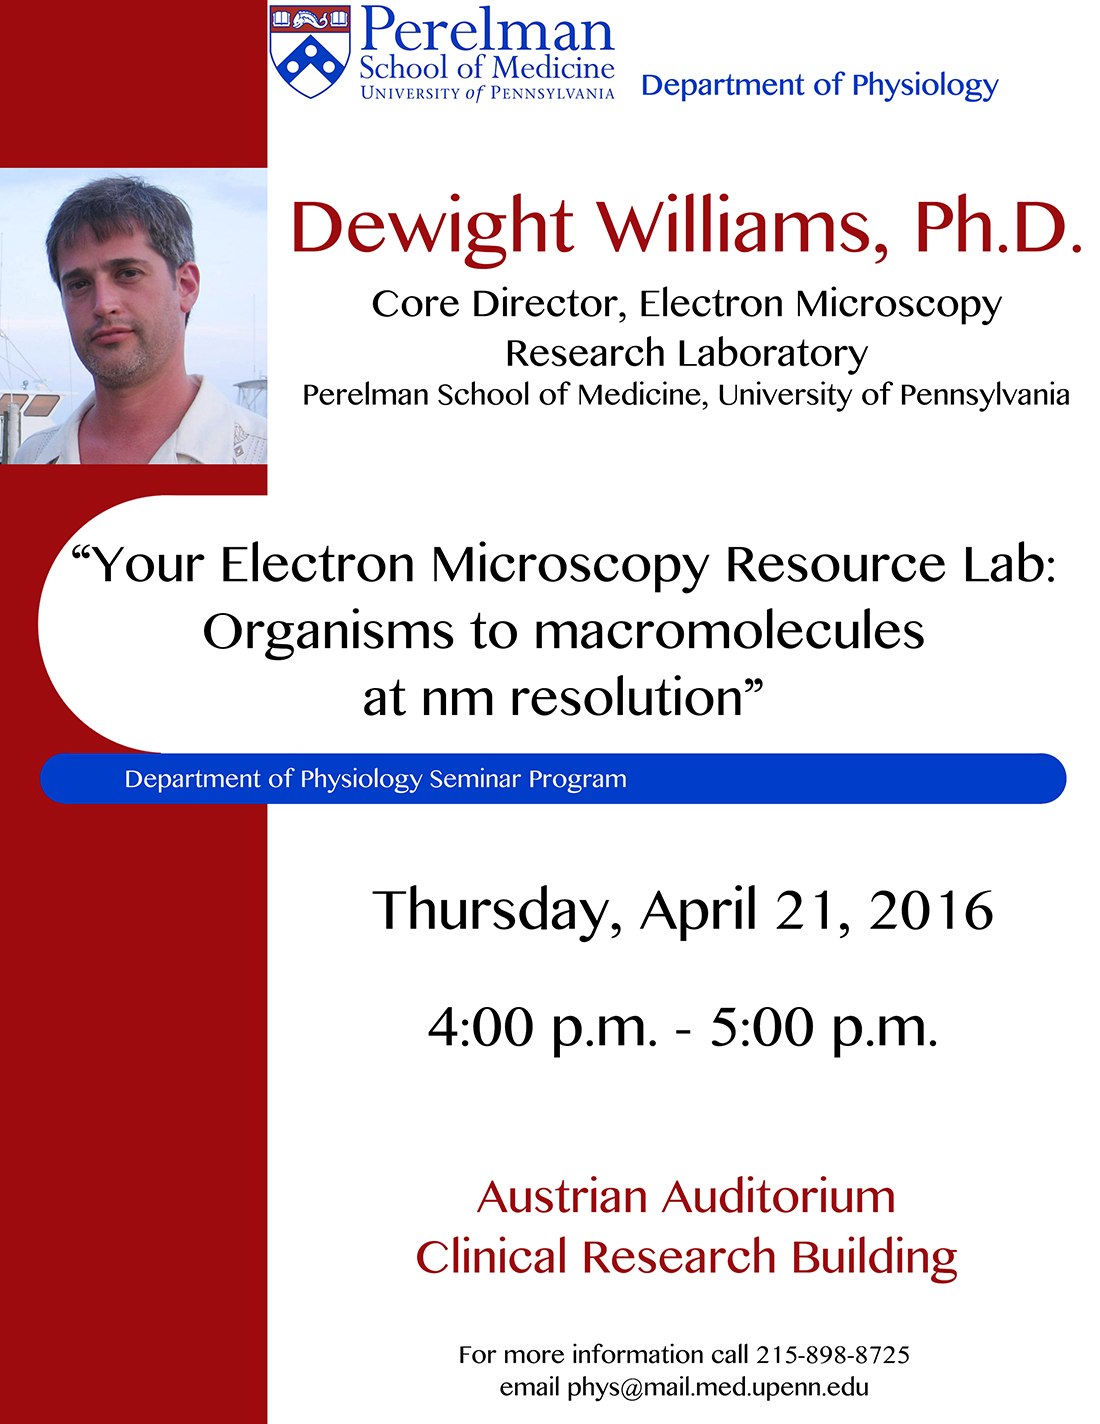 Perelman
School of Medicine
UNIVERSITY of PENNSYLVANIA
Department of Physiology
Dewight Williams, Ph.D.
Core Director, Electron Microscopy
Research Laboratory
Perelman School of Medicine, University of Pennsylvania
“Your Electron Microscopy Resource Lab:
Organisms to macromolecules
at nm resolution”
Department of Physiology Seminar Program
Thursday, April 21, 2016
4:00 p.m. - 5:00 p.m.
Austrian Auditorium
Clinical Research Building
For more information call 215-898-8725
email phys@mail.med.upenn.edu